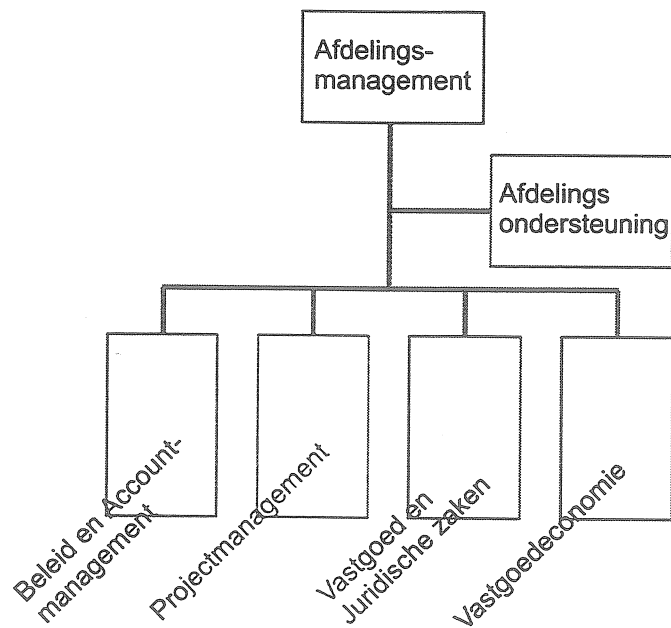 Afdelings-
management
Afdelings
ondersteuning
Beleid en Account-
management
Projectmanagement
Vastgoed en
Juridische zaken
Vastgoedeconomie